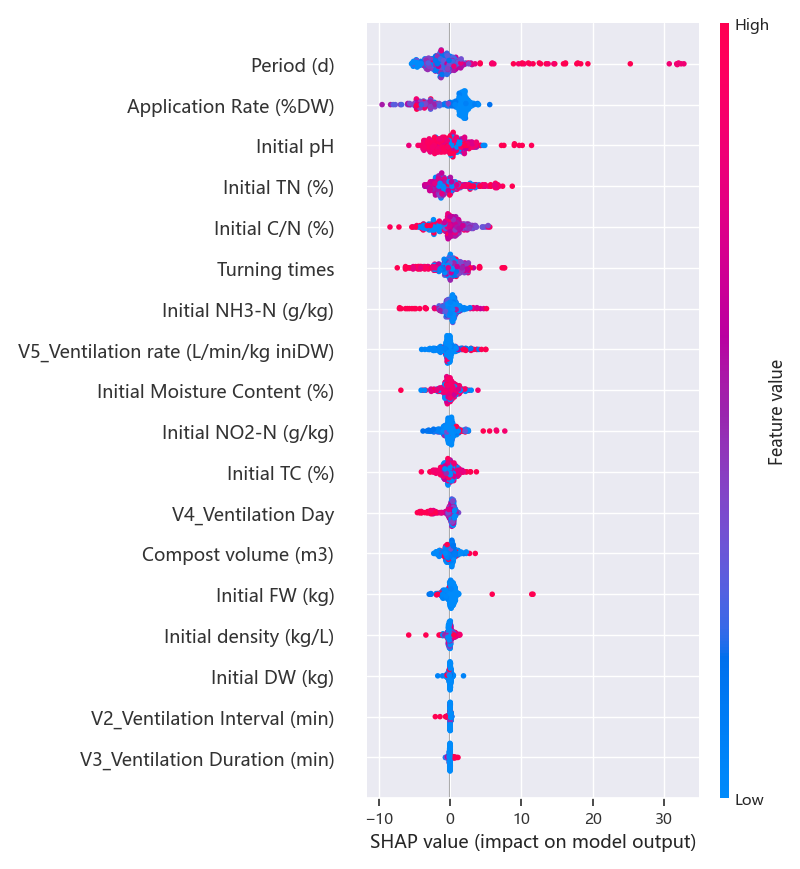 High
Period (d)
Application Rate (%DW)
Initial pH
Initial TN (%)
Initial C/N (%)
Turning times
Initial NH3-N (g/kg)
V5_Ventilation rate (L/min/kg iniDW)
Initial Moisture Content (%)
Initial NO2-N (g/kg)
Initial TC (%)
V4_Ventilation Day
Compost volume (m3)
Initial FW (kg)
Initial density (kg/L)
Initial DW (kg)
V2_Ventilation Interval (min)
V3_Ventilation Duration (min)
Feature value
Low
−10 0 10 20 30
SHAP value (impact on model output)